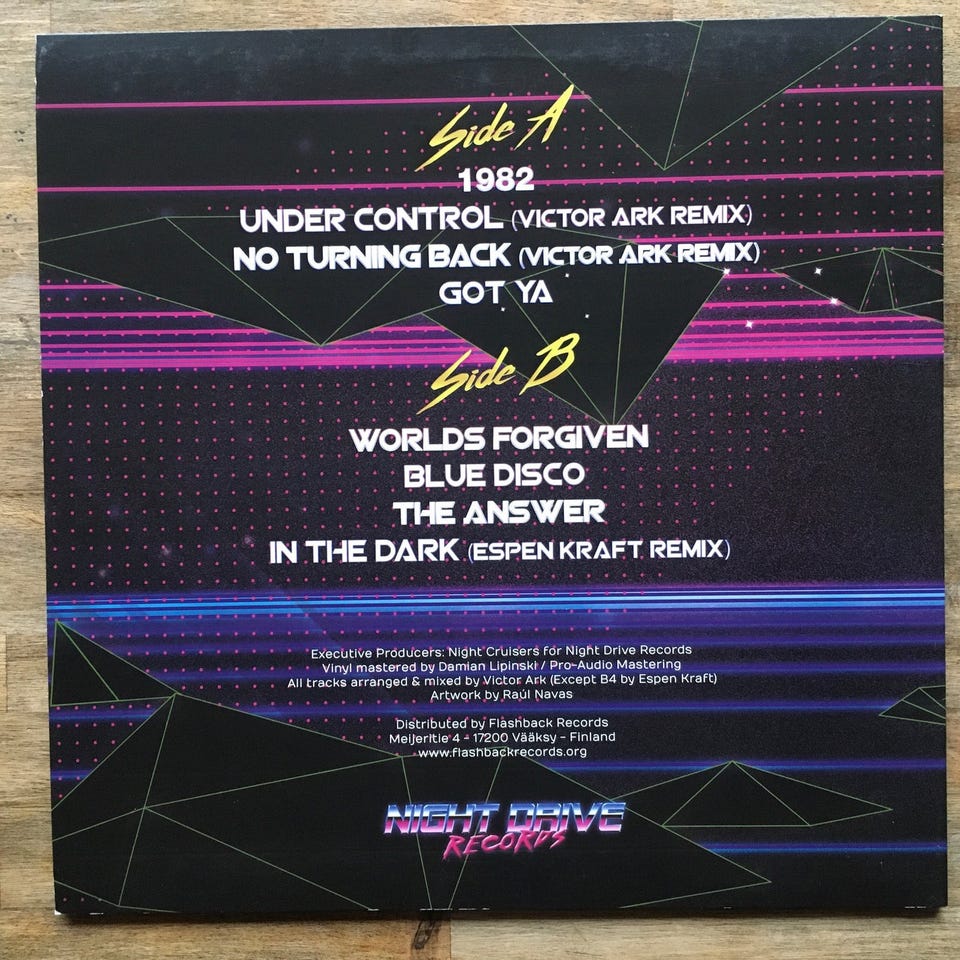 Side A
1982
UNDER CONTROL (VICTOR ARK REMIX)
NO TURNING BACK (VICTOR ARK REMIX)
GOT YA
Side B
WORLDS FORGIVEN
BLUE DISCO
THE ANSWER
IN THE DARK (ESPEN KRAFT REMIX)
Executive Producers: Night Cruisers for Night Drive Records
Vinyl mastered by Damian Lipinski / Pro-Audio Mastering
All tracks arranged & mixed by Victor Ark (Except B4 by Espen Kraft)
Artwork by Raúl Navas
Distributed by Flashback Records
Meijeritie 4 - 17200 Vääksy - Finland
www.flashbackrecords.org
NIGHT DRIVE
RECORDS